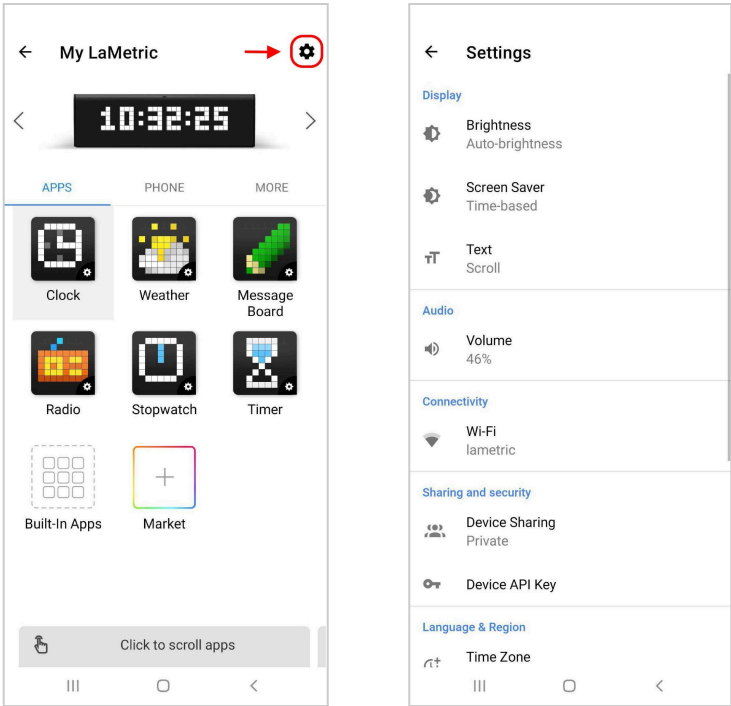 My LaMetric
10:32:25
APPS PHONE MORE
Clock Weather Message
Board
Radio Stopwatch Timer
Built-In Apps Market
Click to scroll apps
Settings
Display
Brightness
Auto-brightness
Screen Saver
Time-based
Text
Scroll
Audio
Volume
46%
Connectivity
Wi-Fi
lametric
Sharing and security
Device Sharing
Private
Device API Key
Language & Region
Time Zone